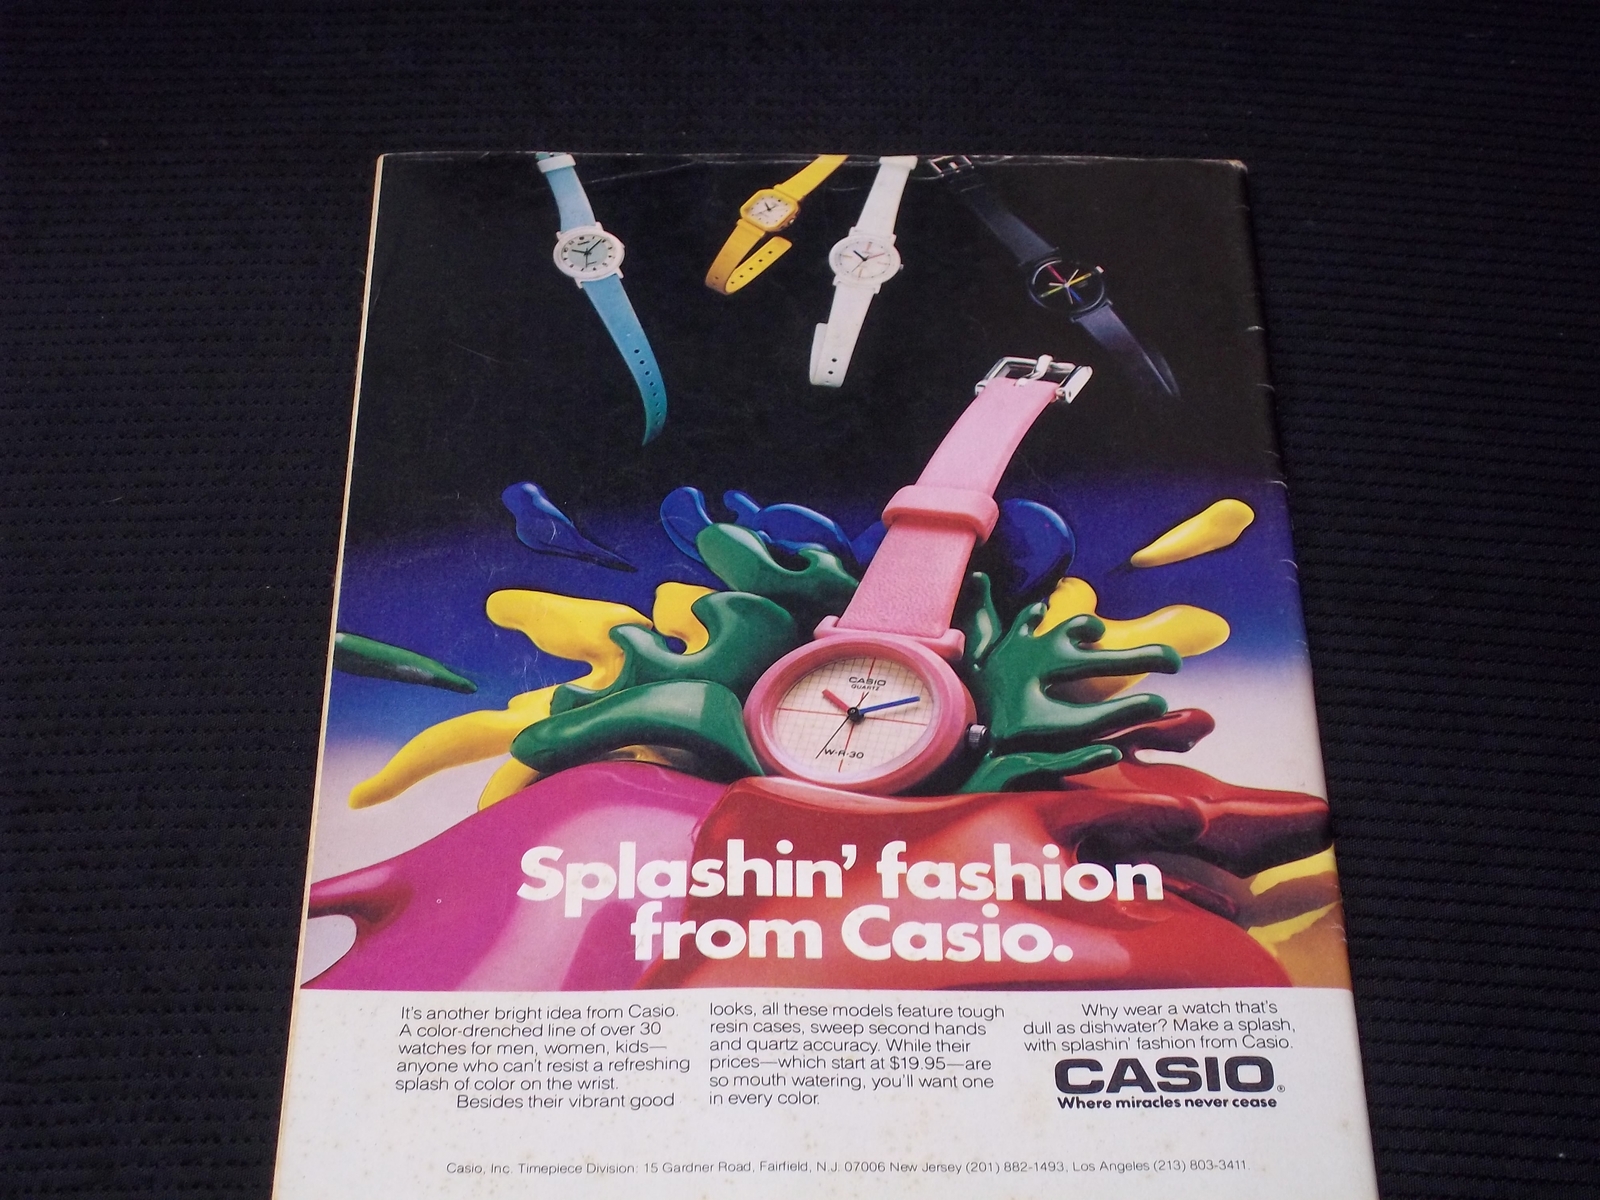 CASIO
QUARTZ
W·R·30
Splashin' fashion
from Casio.
It's another bright idea from Casio.
A color-drenched line of over 30
watches for men, women, kids—
anyone who can't resist a refreshing
splash of color on the wrist.
Besides their vibrant good
looks, all these models feature tough
resin cases, sweep second hands
and quartz accuracy. While their
prices—which start at $19.95—are
so mouth watering, you'll want one
in every color.
Why wear a watch that's
dull as dishwater? Make a splash,
with splashin' fashion from Casio.
CASIO®
Where miracles never cease
Casio, Inc. Timepiece Division: 15 Gardner Road, Fairfield, N.J. 07006 New Jersey (201) 882-1493, Los Angeles (213) 803-3411.